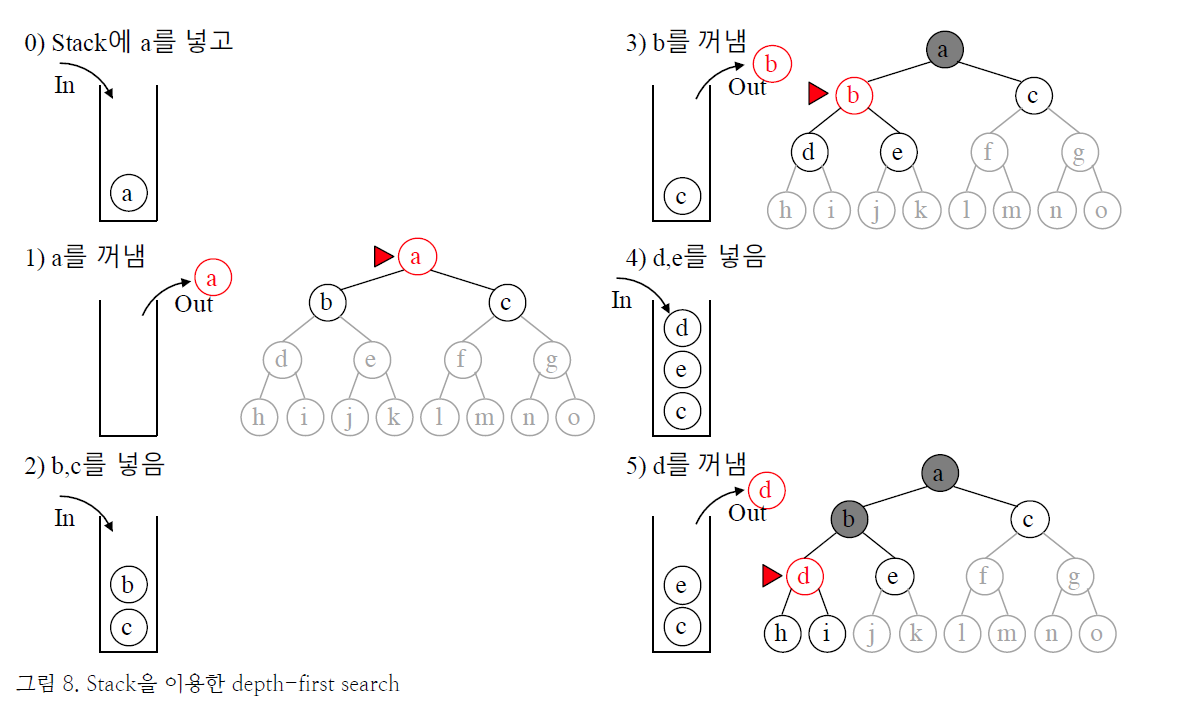 0) Stack에 a를 넣고
In
a
1) a를 꺼냄
a
Out
a
b c
d e f g
h i j k l m n o
2) b,c를 넣음
In
b
c
3) b를 꺼냄
b
Out
c
a
b c
d e f g
h i j k l m n o
4) d,e를 넣음
In
d
e
c
5) d를 꺼냄
d
Out
e
c
a
b c
d e f g
h i j k l m n o
그림 8. Stack을 이용한 depth-first search